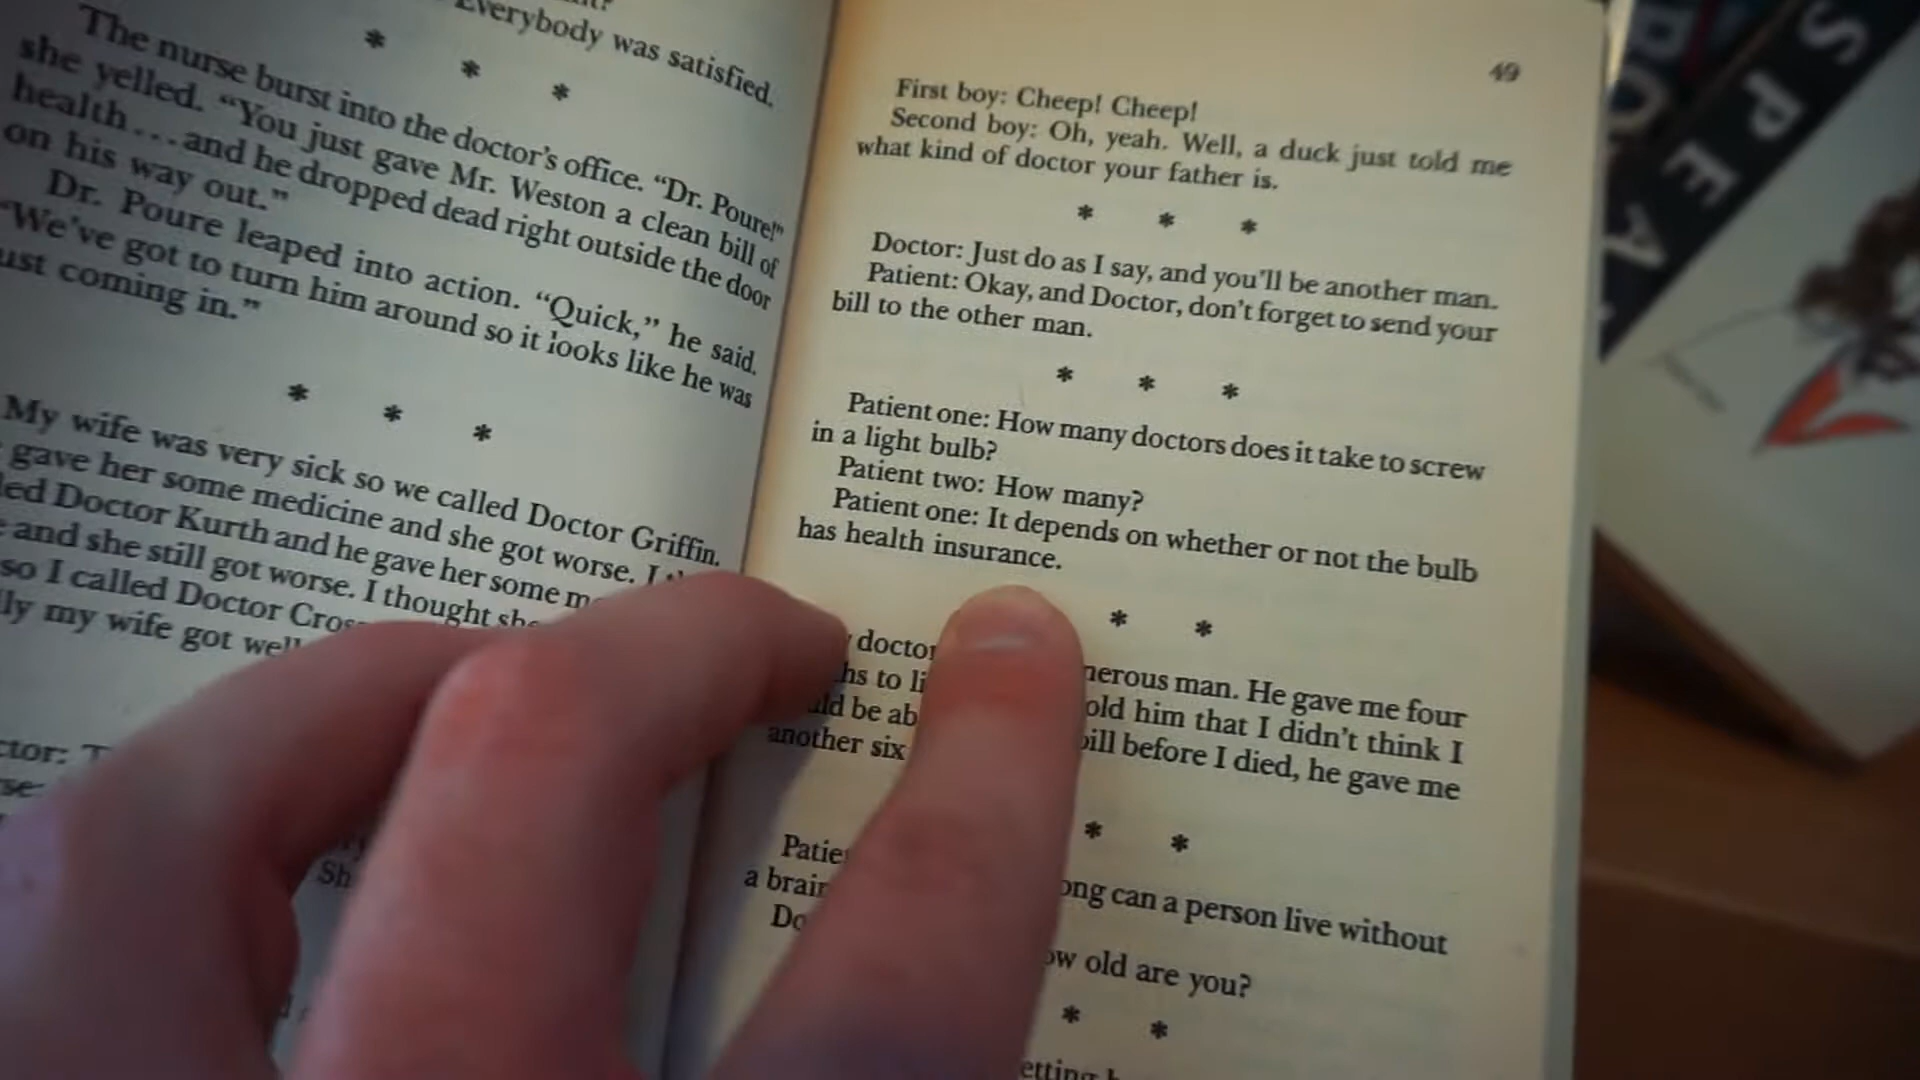 Everybody was satisfied.
* * *
The nurse burst into the doctor's office. “Dr. Poure!”
she yelled. “You just gave Mr. Weston a clean bill of
health...and he dropped dead right outside the door
on his way out.”
Dr. Poure leaped into action. “Quick,” he said.
“We've got to turn him around so it looks like he was
just coming in.”
* * *
My wife was very sick so we called Doctor Griffin.
gave her some medicine and she got worse. I
Doctor Kurth and he gave her some
and she still got worse. I thought
so I called Doctor
my wife got well
49
First boy: Cheep! Cheep!
Second boy: Oh, yeah. Well, a duck just told me
what kind of doctor your father is.
* * *
Doctor: Just do as I say, and you'll be another man.
Patient: Okay, and Doctor, don't forget to send your
bill to the other man.
* * *
Patient one: How many doctors does it take to screw
in a light bulb?
Patient two: How many?
Patient one: It depends on whether or not the bulb
has health insurance.
* *
doctor man. He gave me four
to him that I didn't think I
be bill before I died, he gave me
another six
* *
can a person live without
a
old are you?
* *
SPEA